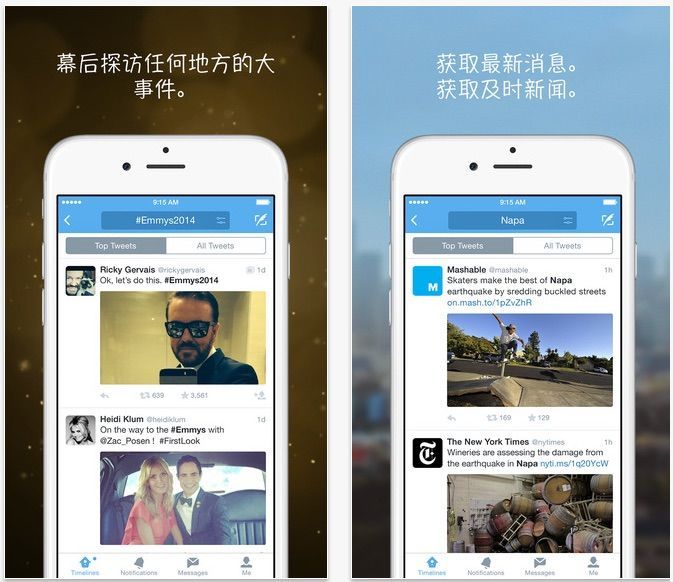 幕后探访任何地方的大
事件。
9:15 AM
#Emmys2014
Top Tweets
All Tweets
Ricky Gervais @rickygervais 1d
Ok, let's do this. #Emmys2014
639 3,561
Heidi Klum @heidiklum 1d
On the way to the #Emmys with
@Zac_Posen ! #FirstLook
Timelines Notifications Messages Me
获取最新消息。
获取及时新闻。
9:15 AM
Napa
Top Tweets
All Tweets
M
Mashable @mashable 1h
Skaters make the best of Napa
earthquake by sredding buckled streets
on.mash.to/1pZvZhR
169 129
The New York Times @nytimes 1h
Wineries are assessing the damage from
the earthquake in Napa nyti.ms/1q20YcW
Timelines Notifications Messages Me